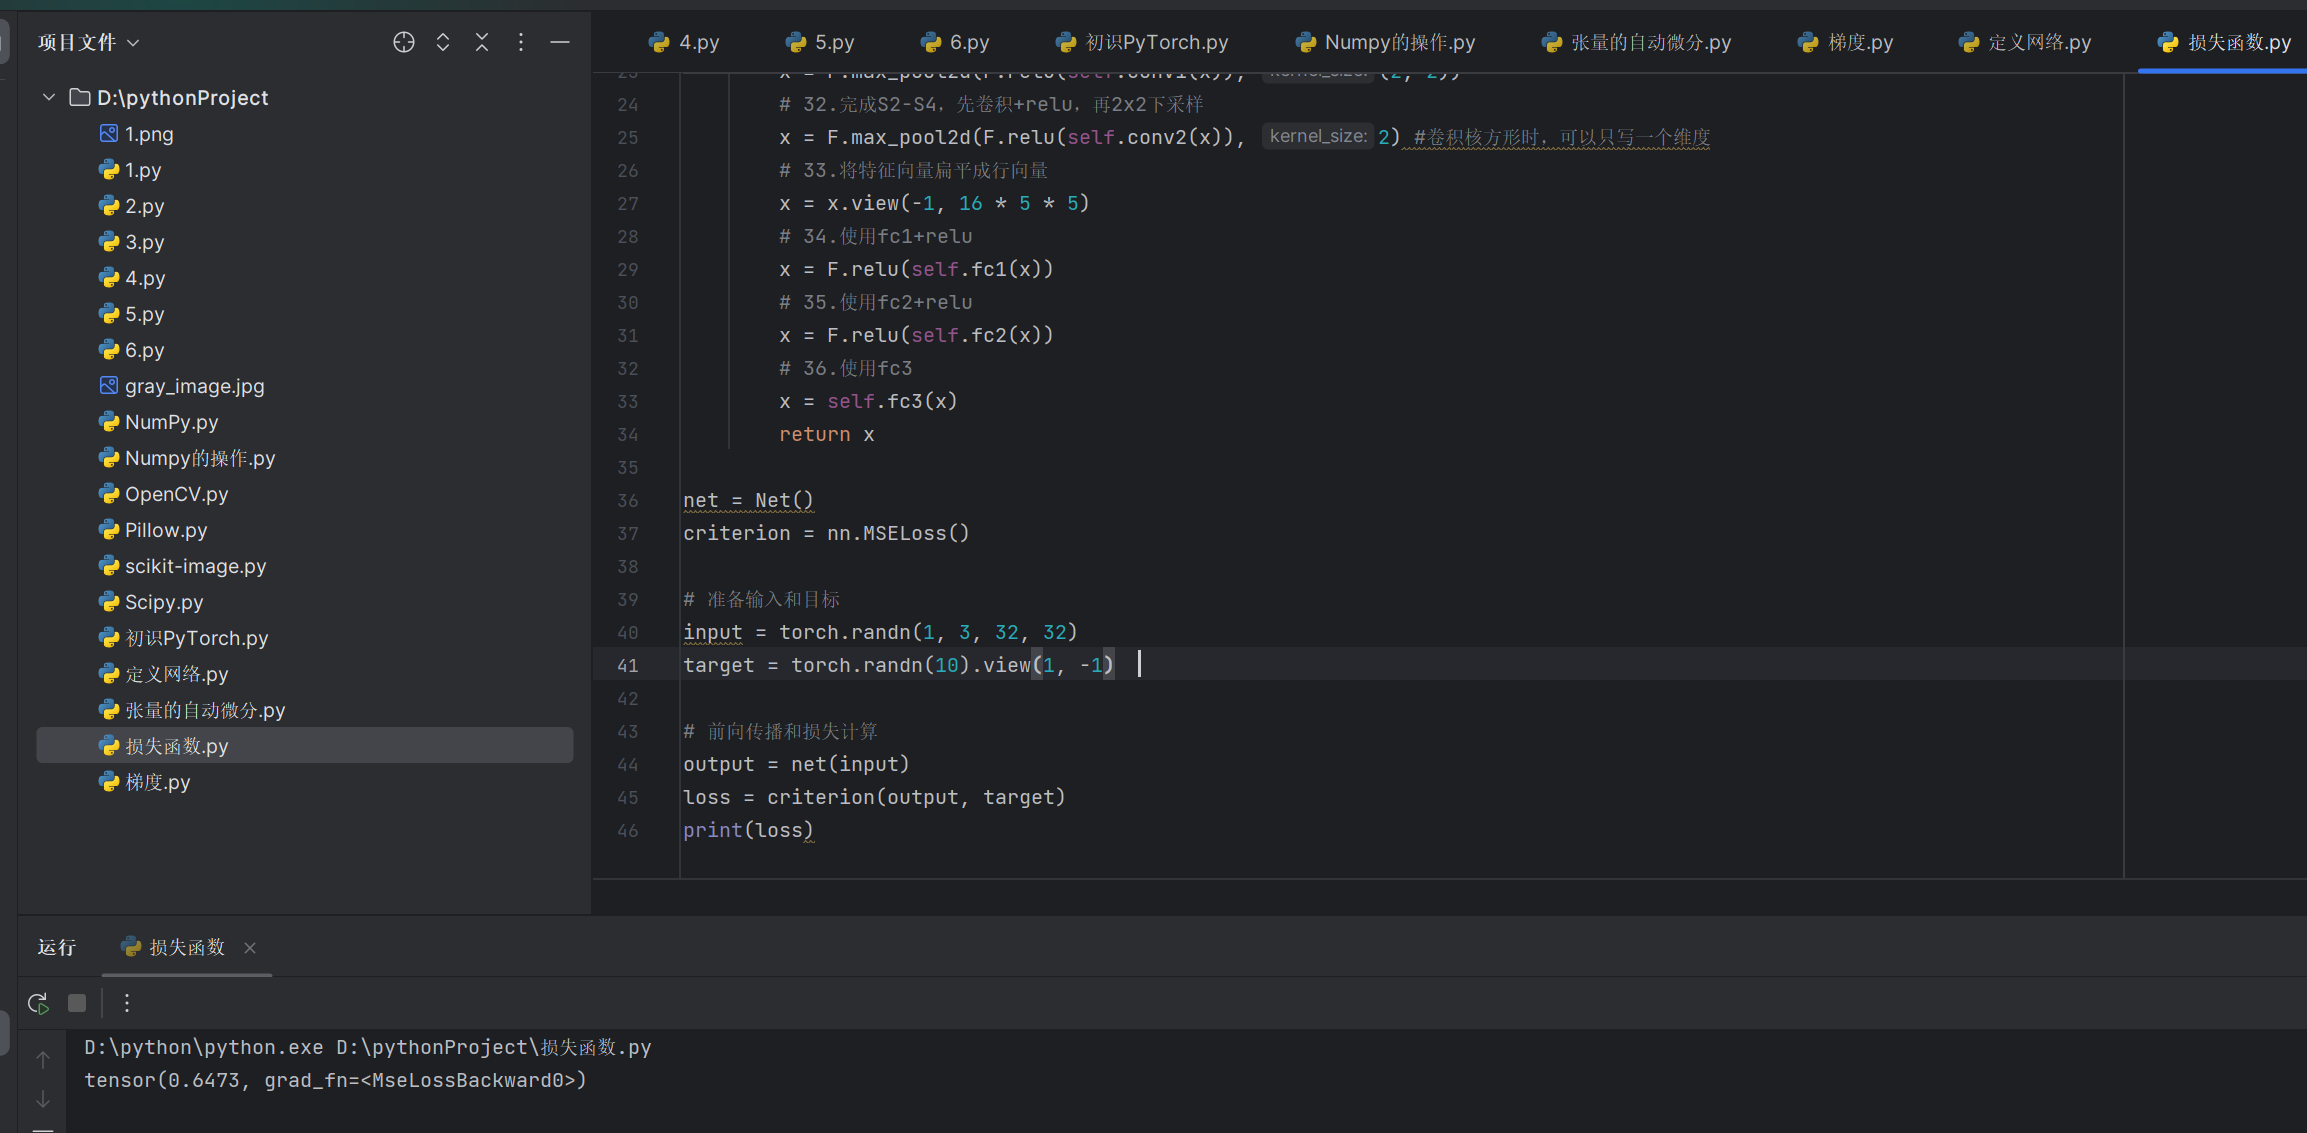 项目文件
D:\pythonProject
1.png
1.py
2.py
3.py
4.py
5.py
6.py
gray_image.jpg
NumPy.py
Numpy的操作.py
OpenCV.py
Pillow.py
scikit-image.py
Scipy.py
初识PyTorch.py
定义网络.py
张量的自动微分.py
损失函数.py
梯度.py
4.py 5.py 6.py 初识PyTorch.py Numpy的操作.py 张量的自动微分.py 梯度.py 定义网络.py 损失函数.py
23 x = F.max_pool2d(F.relu(self.conv1(x)), kernel_size: (2, 2))
24 # 32.完成S2-S4，先卷积+relu，再2x2下采样
25 x = F.max_pool2d(F.relu(self.conv2(x)), kernel_size: 2) #卷积核方形时，可以只写一个维度
26 # 33.将特征向量扁平成行向量
27 x = x.view(-1, 16 * 5 * 5)
28 # 34.使用fc1+relu
29 x = F.relu(self.fc1(x))
30 # 35.使用fc2+relu
31 x = F.relu(self.fc2(x))
32 # 36.使用fc3
33 x = self.fc3(x)
34 return x
35
36 net = Net()
37 criterion = nn.MSELoss()
38
39 # 准备输入和目标
40 input = torch.randn(1, 3, 32, 32)
41 target = torch.randn(10).view(1, -1)
42
43 # 前向传播和损失计算
44 output = net(input)
45 loss = criterion(output, target)
46 print(loss)
运行 损失函数
D:\python\python.exe D:\pythonProject\损失函数.py
tensor(0.6473, grad_fn=<MseLossBackward0>)